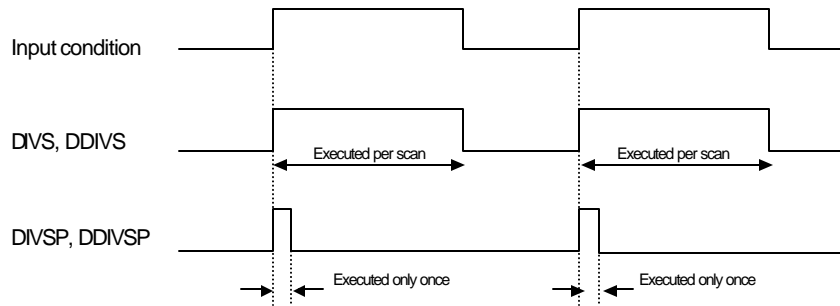 Input condition
DIVS, DDIVS
Executed per scan
Executed per scan
DIVSP, DDIVSP
Executed only once
Executed only once